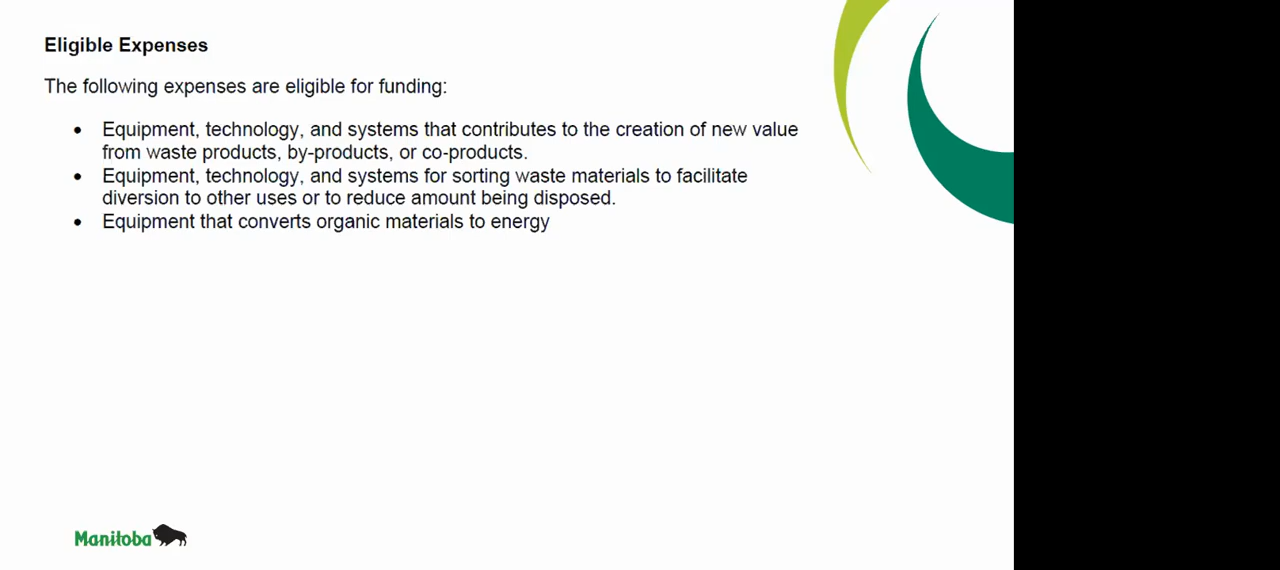 Eligible Expenses
The following expenses are eligible for funding:
• Equipment, technology, and systems that contributes to the creation of new value
from waste products, by-products, or co-products.
• Equipment, technology, and systems for sorting waste materials to facilitate
diversion to other uses or to reduce amount being disposed.
• Equipment that converts organic materials to energy
Manitoba